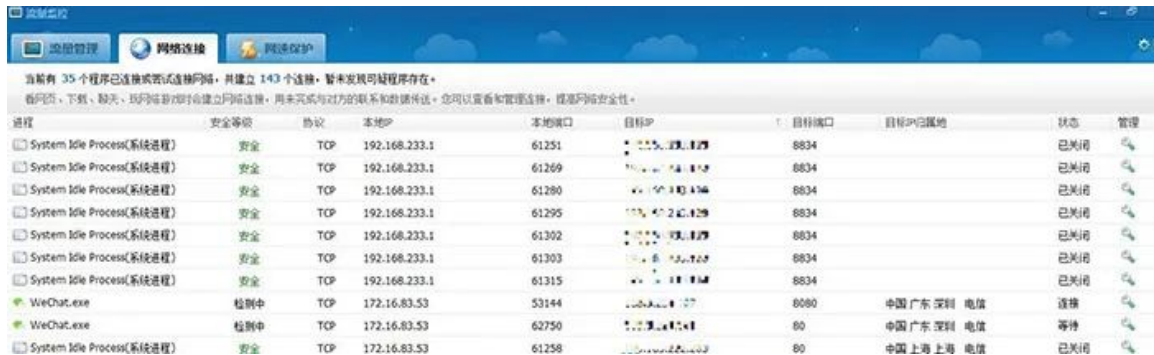 流量监控
流量管理 网络连接 网速保护
当前有 35 个程序已连接或尝试连接网络，并建立 143 个连接，暂未发现可疑程序存在。
看网页、下载、聊天、玩网络游戏时会建立网络连接，用来完成与对方的联系和数据传送。您可以查看和管理连接，提高网络安全性。
进程 安全等级 协议 本地IP 本地端口 目标IP 目标端口 目标IP归属地 状态 管理
System Idle Process(系统进程) 安全 TCP 192.168.233.1 61251 8834 已关闭
System Idle Process(系统进程) 安全 TCP 192.168.233.1 61269 8834 已关闭
System Idle Process(系统进程) 安全 TCP 192.168.233.1 61280 8834 已关闭
System Idle Process(系统进程) 安全 TCP 192.168.233.1 61295 8834 已关闭
System Idle Process(系统进程) 安全 TCP 192.168.233.1 61302 8834 已关闭
System Idle Process(系统进程) 安全 TCP 192.168.233.1 61303 8834 已关闭
System Idle Process(系统进程) 安全 TCP 192.168.233.1 61315 8834 已关闭
WeChat.exe 检测中 TCP 172.16.83.53 53144 8080 中国 广东 深圳 电信 连接
WeChat.exe 检测中 TCP 172.16.83.53 62750 80 中国 广东 深圳 电信 等待
System Idle Process(系统进程) 安全 TCP 172.16.83.53 61258 80 中国 上海 上海 电信 已关闭